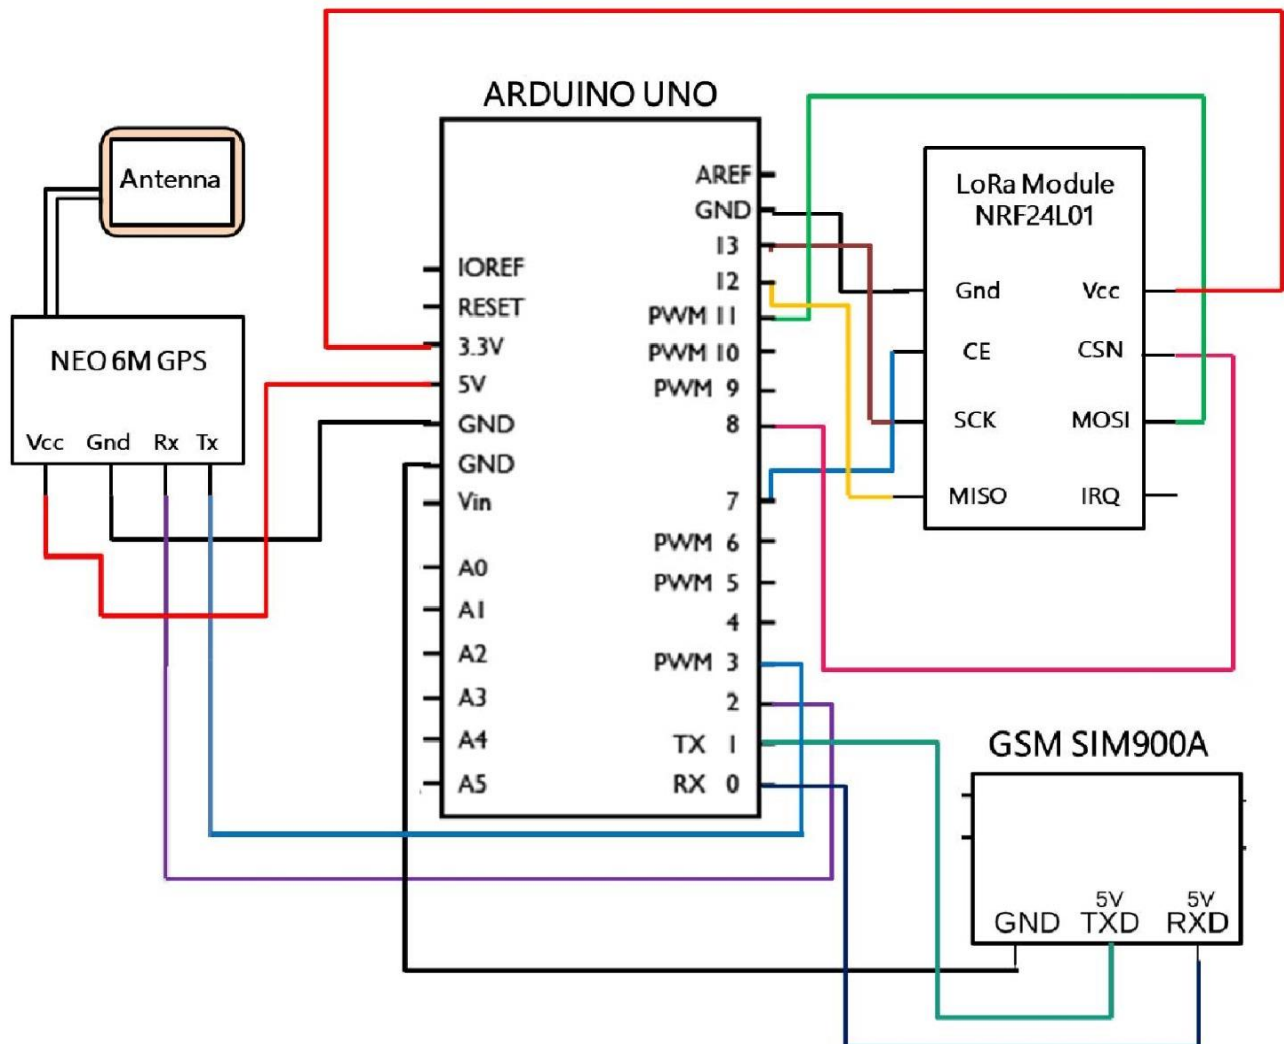 ARDUINO UNO
Antenna
NEO 6M GPS
Vcc Gnd Rx Tx
IOREF
RESET
3.3V
5V
GND
GND
Vin
A0
A1
A2
A3
A4
A5
AREF
GND
13
12
PWM 11
PWM 10
PWM 9
8
7
PWM 6
PWM 5
4
PWM 3
2
TX 1
RX 0
LoRa Module
NRF24L01
Gnd Vcc
CE CSN
SCK MOSI
MISO IRQ
GSM SIM900A
5V 5V
GND TXD RXD